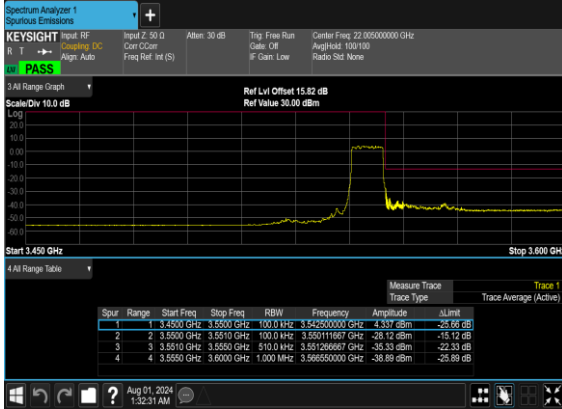 Spectrum Analyzer 1
Spurious Emissions
+
KEYSIGHT Input: RF Input Z: 50 Ω Atten: 30 dB Trig: Free Run Center Freq: 22.005000000 GHz
R T Coupling: DC Corr CCorr Gate: Off Avg|Hold: 100/100
Align: Auto Freq Ref: Int (S) IF Gain: Low Radio Std: None
PASS
3 All Range Graph
Ref Lvl Offset 15.82 dB
Scale/Div 10.0 dB Ref Value 30.00 dBm
Log
20.0
10.0
0.00
-10.0
-20.0
-30.0
-40.0
-50.0
-60.0
Start 3.450 GHz Stop 3.600 GHz
4 All Range Table
Measure Trace Trace 1
Trace Type Trace Average (Active)
Spur Range Start Freq Stop Freq RBW Frequency Amplitude ΔLimit
1 1 3.4500 GHz 3.5500 GHz 100.0 kHz 3.542500000 GHz 4.337 dBm -25.66 dB
2 2 3.5500 GHz 3.5510 GHz 100.0 kHz 3.550111667 GHz -28.12 dBm -15.12 dB
3 3 3.5510 GHz 3.5550 GHz 510.0 kHz 3.551266667 GHz -35.33 dBm -22.33 dB
4 4 3.5550 GHz 3.6000 GHz 1.000 MHz 3.566550000 GHz -38.89 dBm -25.89 dB
? Aug 01, 2024
1:32:31 AM